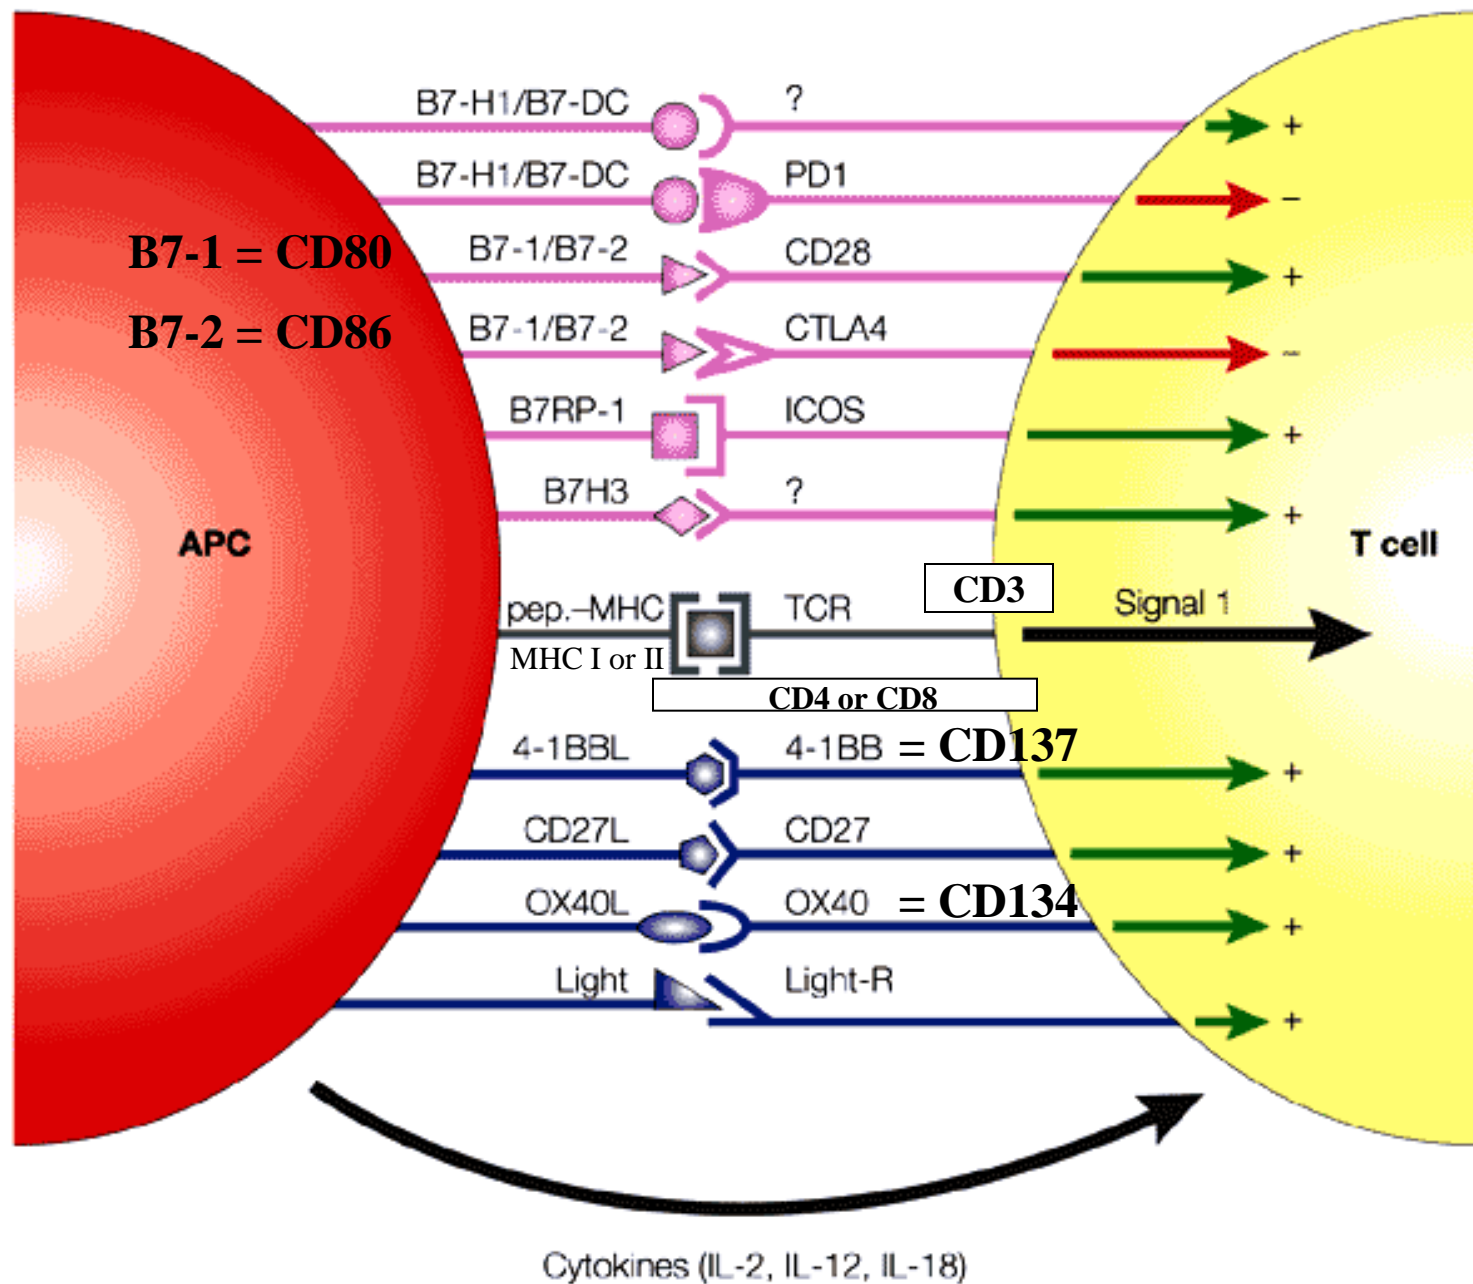 B7-H1/B7-DC ? +
B7-H1/B7-DC PD1 −
B7-1 = CD80 B7-1/B7-2 CD28 +
B7-2 = CD86 B7-1/B7-2 CTLA4 −
B7RP-1 ICOS +
B7H3 ? +
APC T cell
pep.–MHC TCR CD3 Signal 1
MHC I or II
CD4 or CD8
4-1BBL 4-1BB = CD137 +
CD27L CD27 +
OX40L OX40 = CD134 +
Light Light-R +
Cytokines (IL-2, IL-12, IL-18)